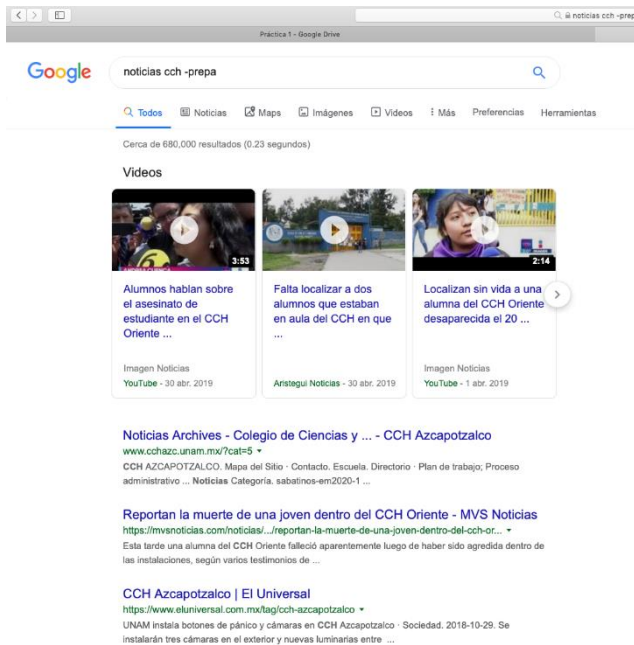 noticias cch -prep
Práctica 1 - Google Drive
Google
noticias cch -prepa
Todos Noticias Maps Imágenes Videos Más Preferencias Herramientas
Cerca de 680,000 resultados (0.23 segundos)
Videos
3:53
2:14
Alumnos hablan sobre
el asesinato de
estudiante en el CCH
Oriente ...
Imagen Noticias
YouTube - 30 abr. 2019
Falta localizar a dos
alumnos que estaban
en aula del CCH en que
...
Aristegui Noticias - 30 abr. 2019
Localizan sin vida a una
alumna del CCH Oriente
desaparecida el 20 ...
Imagen Noticias
YouTube - 1 abr. 2019
Noticias Archives - Colegio de Ciencias y ... - CCH Azcapotzalco
www.cchazc.unam.mx/?cat=5
CCH AZCAPOTZALCO. Mapa del Sitio · Contacto. Escuela. Directorio · Plan de trabajo; Proceso
administrativo ... Noticias Categoría. sabatinos-em2020-1 ...
Reportan la muerte de una joven dentro del CCH Oriente - MVS Noticias
https://mvsnoticias.com/noticias/.../reportan-la-muerte-de-una-joven-dentro-del-cch-or...
Esta tarde una alumna del CCH Oriente falleció aparentemente luego de haber sido agredida dentro de
las instalaciones, según varios testimonios de ...
CCH Azcapotzalco | El Universal
https://www.eluniversal.com.mx/tag/cch-azcapotzalco
UNAM instala botones de pánico y cámaras en CCH Azcapotzalco · Sociedad. 2018-10-29. Se
instalarán tres cámaras en el exterior y nuevas luminarias entre ...